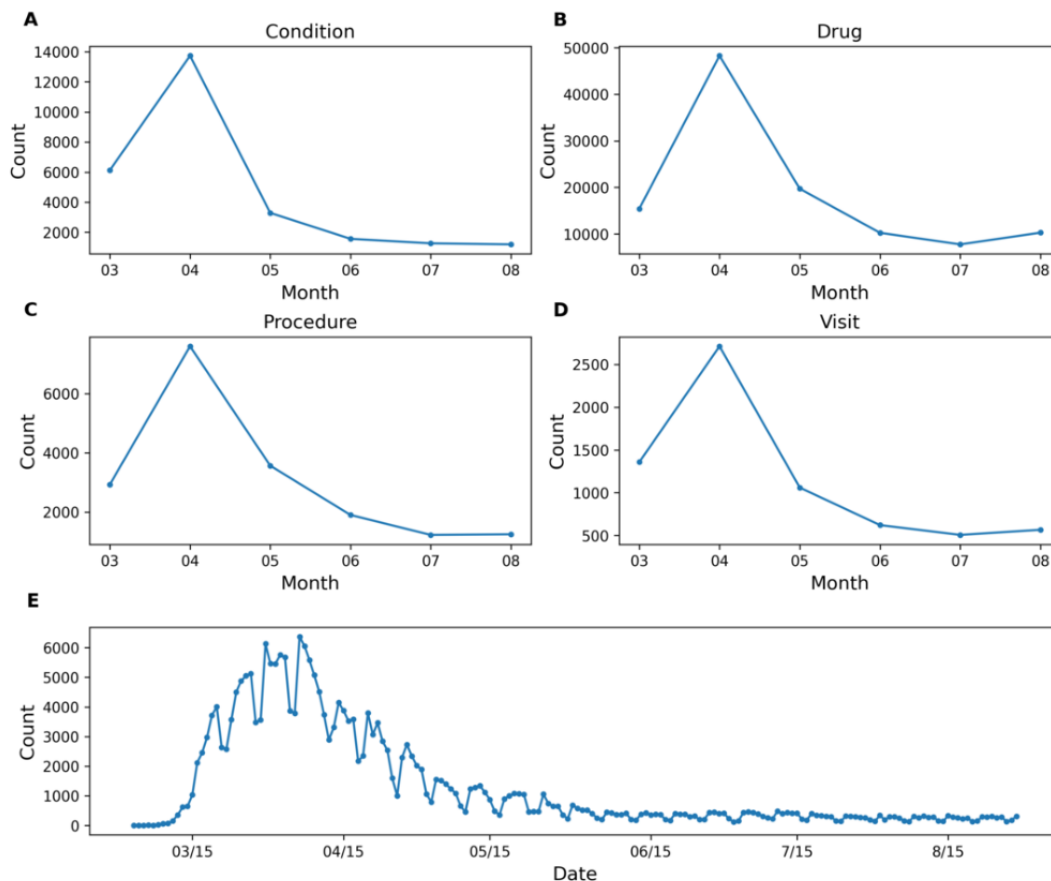 A
Condition
14000
12000
10000
8000
6000
4000
2000
Count
03 04 05 06 07 08
Month
B
Drug
50000
40000
30000
20000
10000
Count
03 04 05 06 07 08
Month
C
Procedure
6000
4000
2000
Count
03 04 05 06 07 08
Month
D
Visit
2500
2000
1500
1000
500
Count
03 04 05 06 07 08
Month
E
6000
5000
4000
3000
2000
1000
0
Count
03/15 04/15 05/15 06/15 7/15 8/15
Date